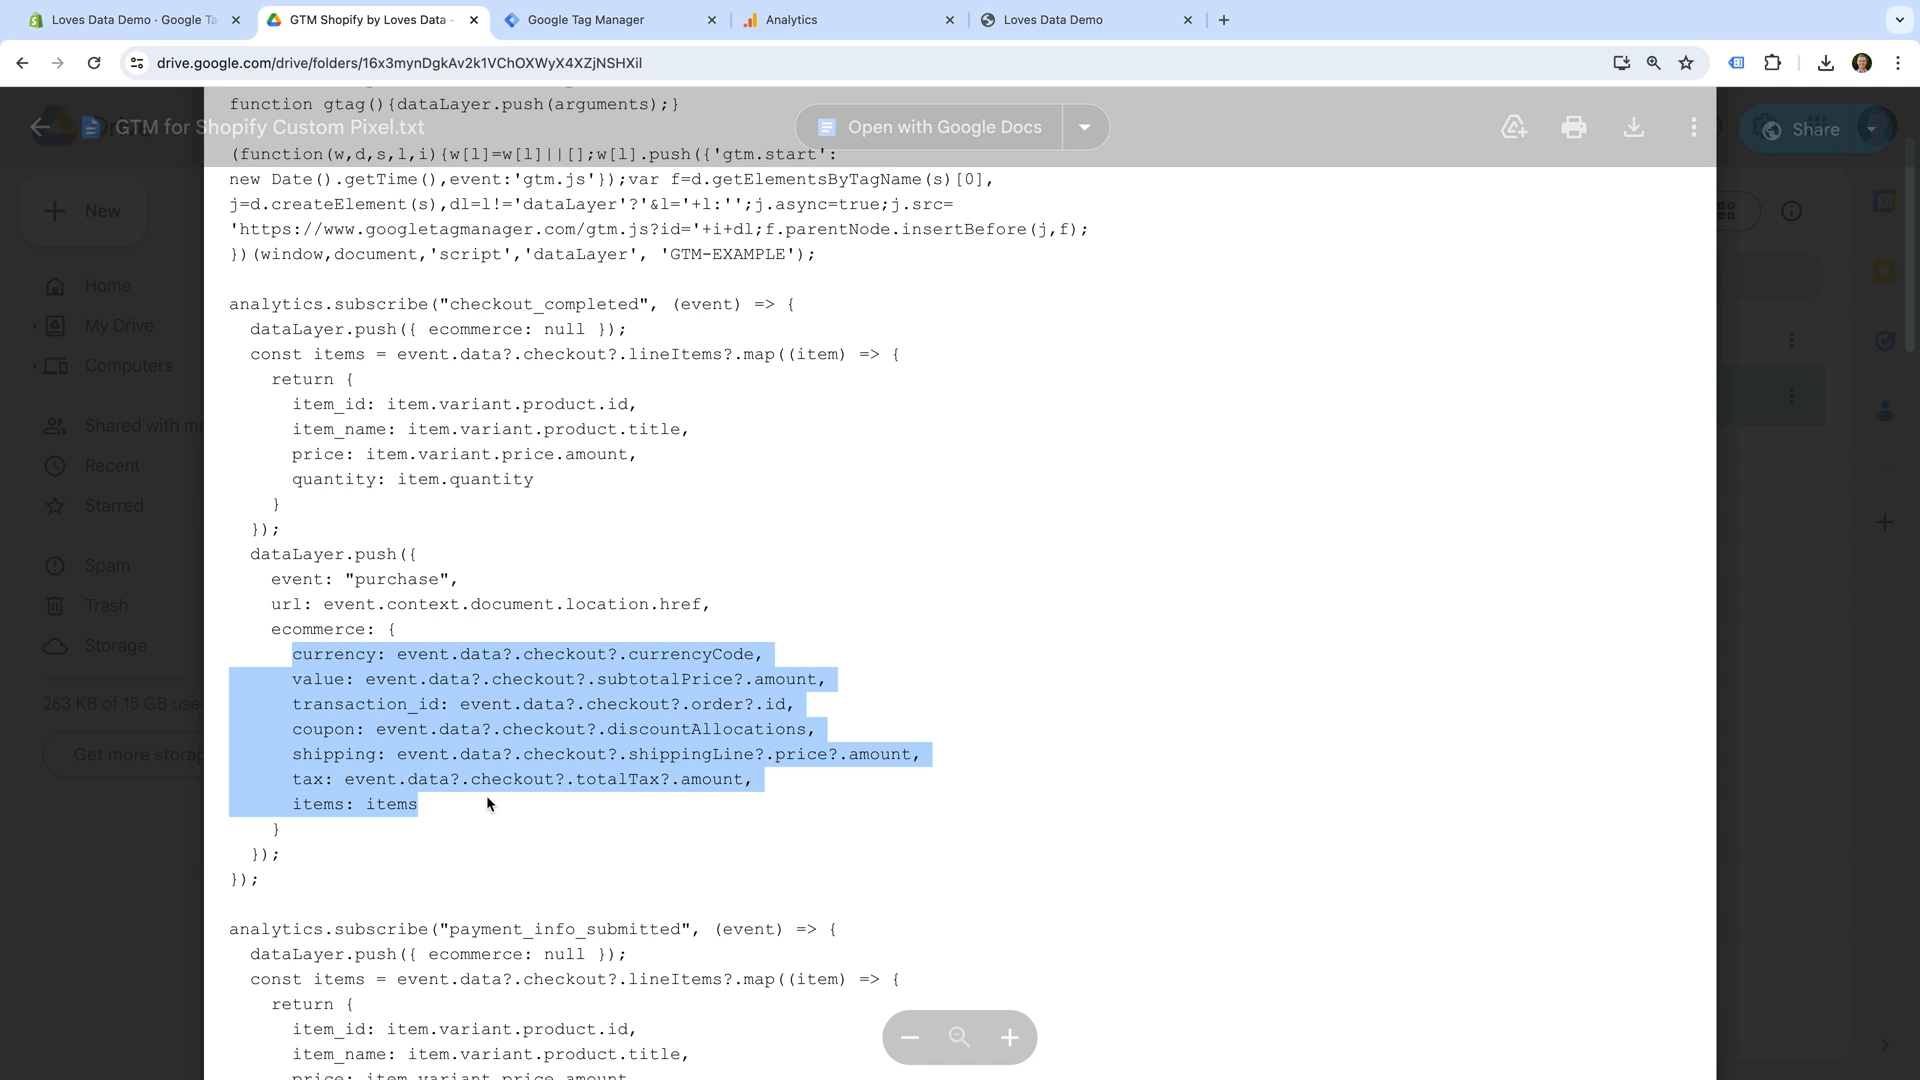 Loves Data Demo · Google Ta
GTM Shopify by Loves Data -
Google Tag Manager
Analytics
Loves Data Demo
drive.google.com/drive/folders/16x3mynDgkAv2k1VChOXWyX4XZjNSHXil
function gtag(){dataLayer.push(arguments);}
GTM for Shopify Custom Pixel.txt
Open with Google Docs
Share
(function(w,d,s,l,i){w[l]=w[l]||[];w[l].push({'gtm.start':
new Date().getTime(),event:'gtm.js'});var f=d.getElementsByTagName(s)[0],
j=d.createElement(s),dl=l!='dataLayer'?'&l='+l:'';j.async=true;j.src=
'https://www.googletagmanager.com/gtm.js?id='+i+dl;f.parentNode.insertBefore(j,f);
})(window,document,'script','dataLayer', 'GTM-EXAMPLE');
analytics.subscribe("checkout_completed", (event) => {
dataLayer.push({ ecommerce: null });
const items = event.data?.checkout?.lineItems?.map((item) => {
return {
item_id: item.variant.product.id,
item_name: item.variant.product.title,
price: item.variant.price.amount,
quantity: item.quantity
}
});
dataLayer.push({
event: "purchase",
url: event.context.document.location.href,
ecommerce: {
currency: event.data?.checkout?.currencyCode,
value: event.data?.checkout?.subtotalPrice?.amount,
transaction_id: event.data?.checkout?.order?.id,
coupon: event.data?.checkout?.discountAllocations,
shipping: event.data?.checkout?.shippingLine?.price?.amount,
tax: event.data?.checkout?.totalTax?.amount,
items: items
}
});
});
analytics.subscribe("payment_info_submitted", (event) => {
dataLayer.push({ ecommerce: null });
const items = event.data?.checkout?.lineItems?.map((item) => {
return {
item_id: item.variant.product.id,
item_name: item.variant.product.title,
price: item.variant.price.amount,
New
Home
My Drive
Computers
Shared with me
Recent
Starred
Spam
Trash
Storage
263 KB of 15 GB used
Get more storag